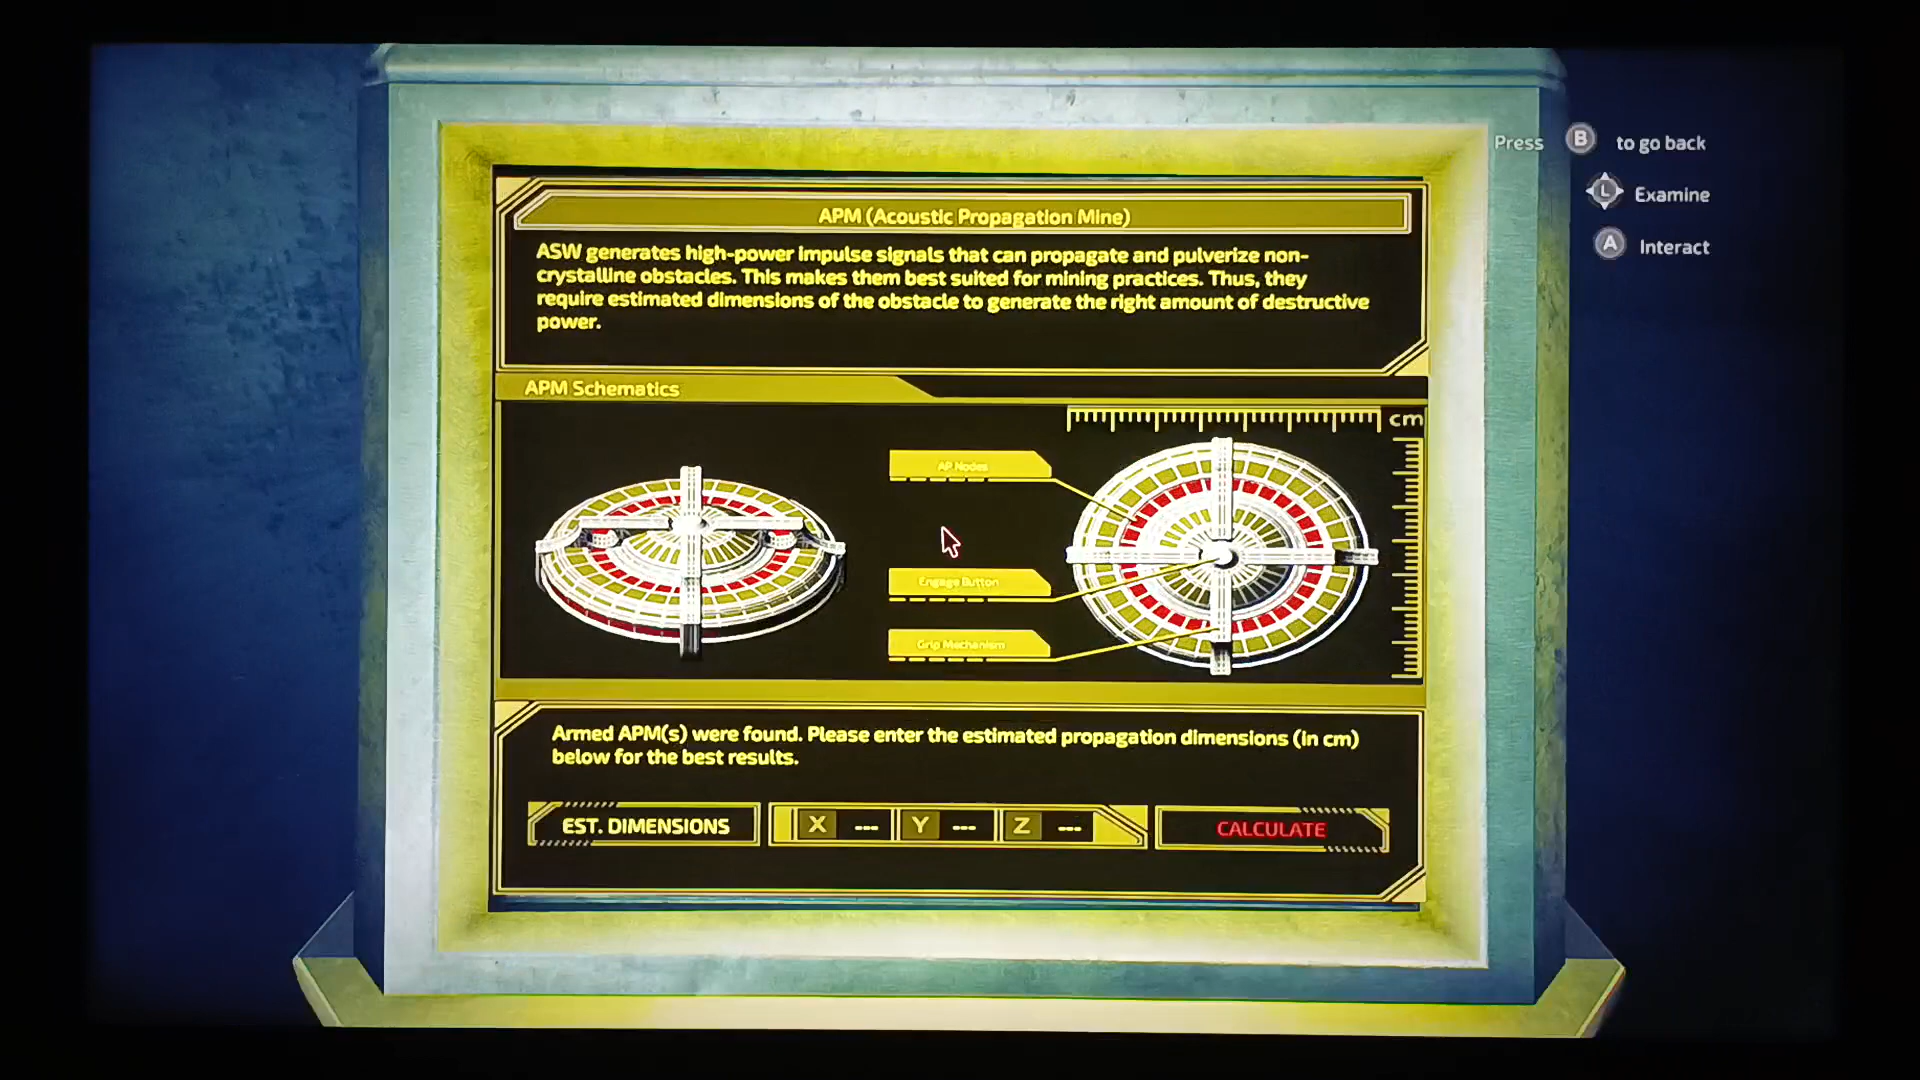 Press B to go back
L Examine
A Interact
APM (Acoustic Propagation Mine)
ASW generates high-power impulse signals that can propagate and pulverize non-
crystalline obstacles. This makes them best suited for mining practices. Thus, they
require estimated dimensions of the obstacle to generate the right amount of destructive
power.
APM Schematics
cm
AP Nodes
Engage Button
Grip Mechanism
Armed APM(s) were found. Please enter the estimated propagation dimensions (in cm)
below for the best results.
EST. DIMENSIONS X --- Y --- Z --- CALCULATE